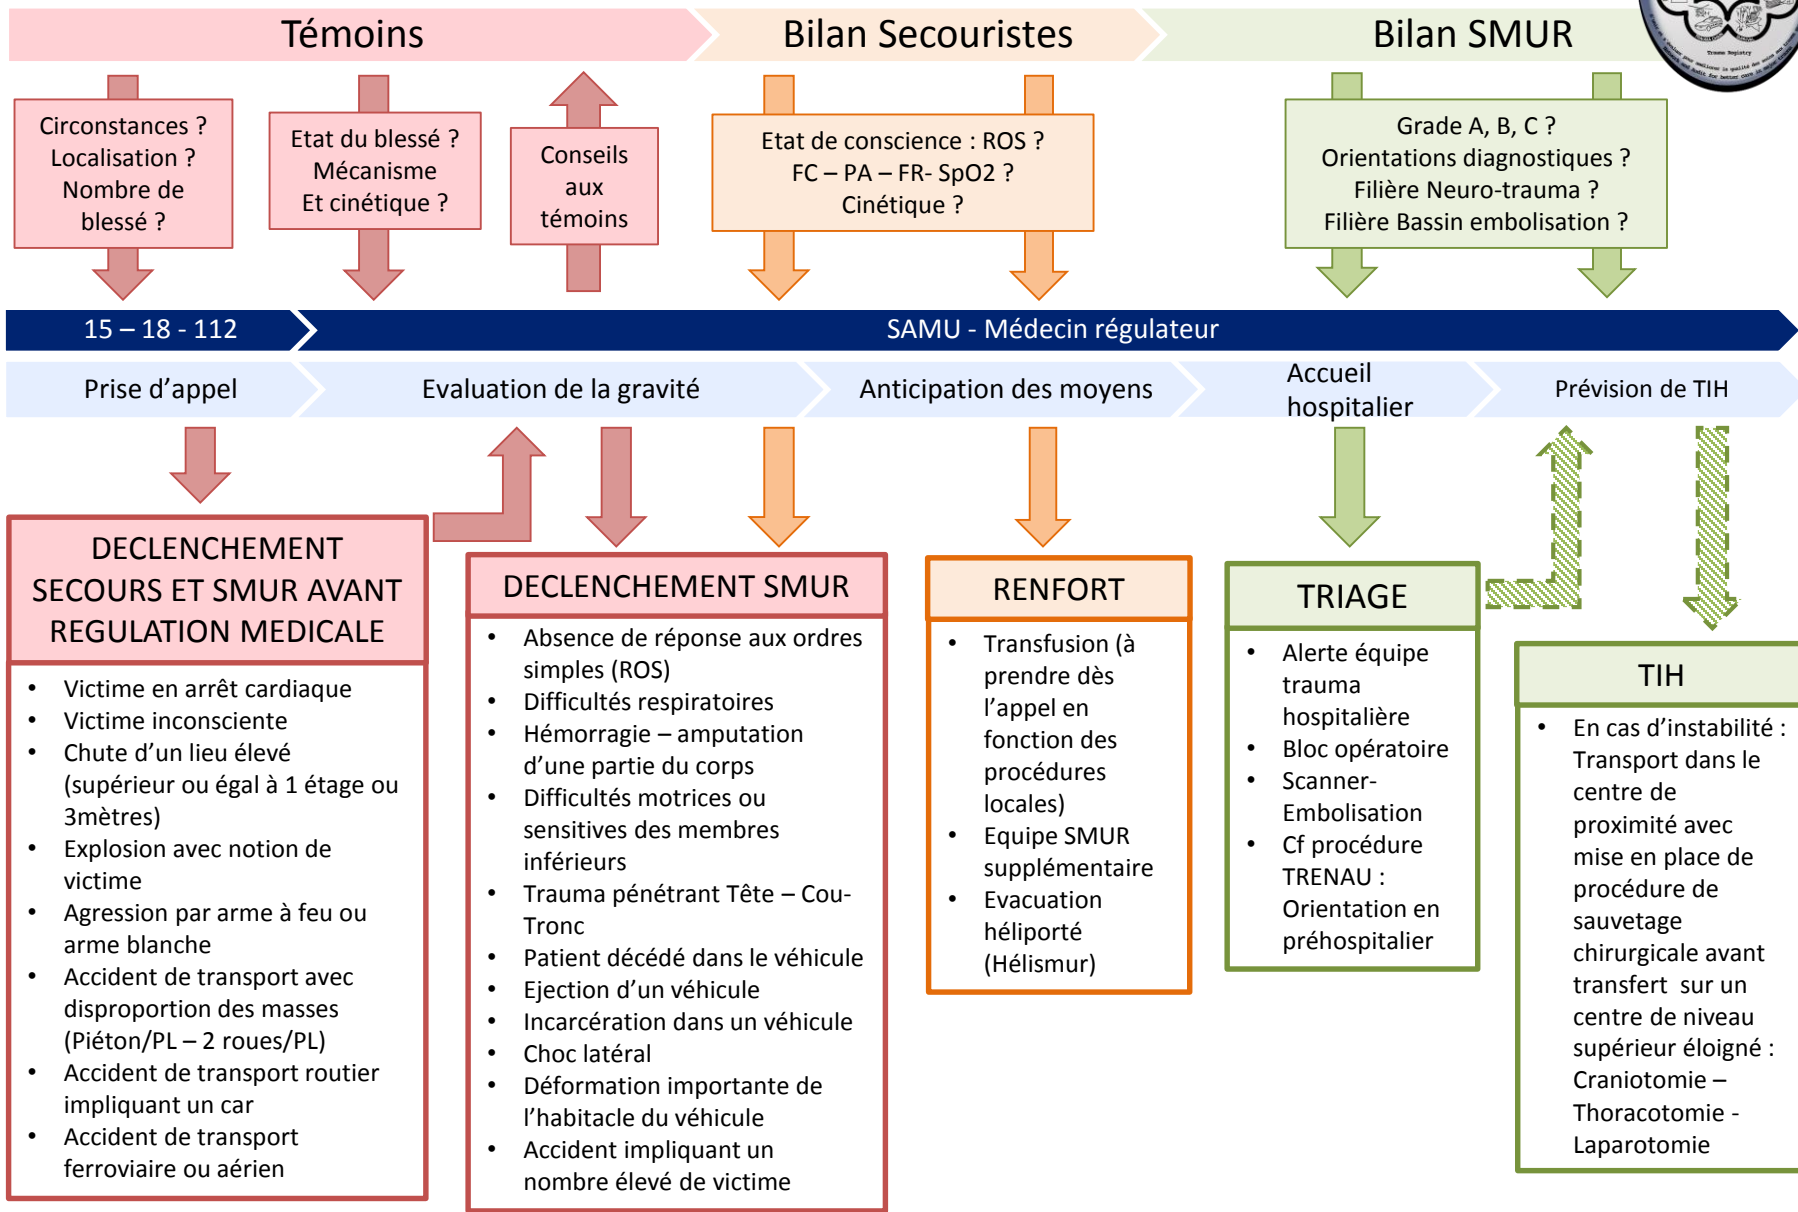 Témoins
Bilan Secouristes
Bilan SMUR
Trauma Registry
Circonstances ?
Localisation ?
Nombre de
blessé ?
Etat du blessé ?
Mécanisme
Et cinétique ?
Conseils
aux
témoins
Etat de conscience : ROS ?
FC – PA – FR- SpO2 ?
Cinétique ?
Grade A, B, C ?
Orientations diagnostiques ?
Filière Neuro-trauma ?
Filière Bassin embolisation ?
15 – 18 - 112
SAMU - Médecin régulateur
Prise d’appel
Evaluation de la gravité
Anticipation des moyens
Accueil
hospitalier
Prévision de TIH
DECLENCHEMENT
SECOURS ET SMUR AVANT
REGULATION MEDICALE
• Victime en arrêt cardiaque
• Victime inconsciente
• Chute d’un lieu élevé
(supérieur ou égal à 1 étage ou
3mètres)
• Explosion avec notion de
victime
• Agression par arme à feu ou
arme blanche
• Accident de transport avec
disproportion des masses
(Piéton/PL – 2 roues/PL)
• Accident de transport routier
impliquant un car
• Accident de transport
ferroviaire ou aérien
DECLENCHEMENT SMUR
• Absence de réponse aux ordres
simples (ROS)
• Difficultés respiratoires
• Hémorragie – amputation
d’une partie du corps
• Difficultés motrices ou
sensitives des membres
inférieurs
• Trauma pénétrant Tête – Cou-
Tronc
• Patient décédé dans le véhicule
• Ejection d’un véhicule
• Incarcération dans un véhicule
• Choc latéral
• Déformation importante de
l’habitacle du véhicule
• Accident impliquant un
nombre élevé de victime
RENFORT
• Transfusion (à
prendre dès
l’appel en
fonction des
procédures
locales)
• Equipe SMUR
supplémentaire
• Evacuation
héliporté
(Hélismur)
TRIAGE
• Alerte équipe
trauma
hospitalière
• Bloc opératoire
• Scanner-
Embolisation
• Cf procédure
TRENAU :
Orientation en
préhospitalier
TIH
• En cas d’instabilité :
Transport dans le
centre de
proximité avec
mise en place de
procédure de
sauvetage
chirurgicale avant
transfert  sur un
centre de niveau
supérieur éloigné :
Craniotomie –
Thoracotomie -
Laparotomie